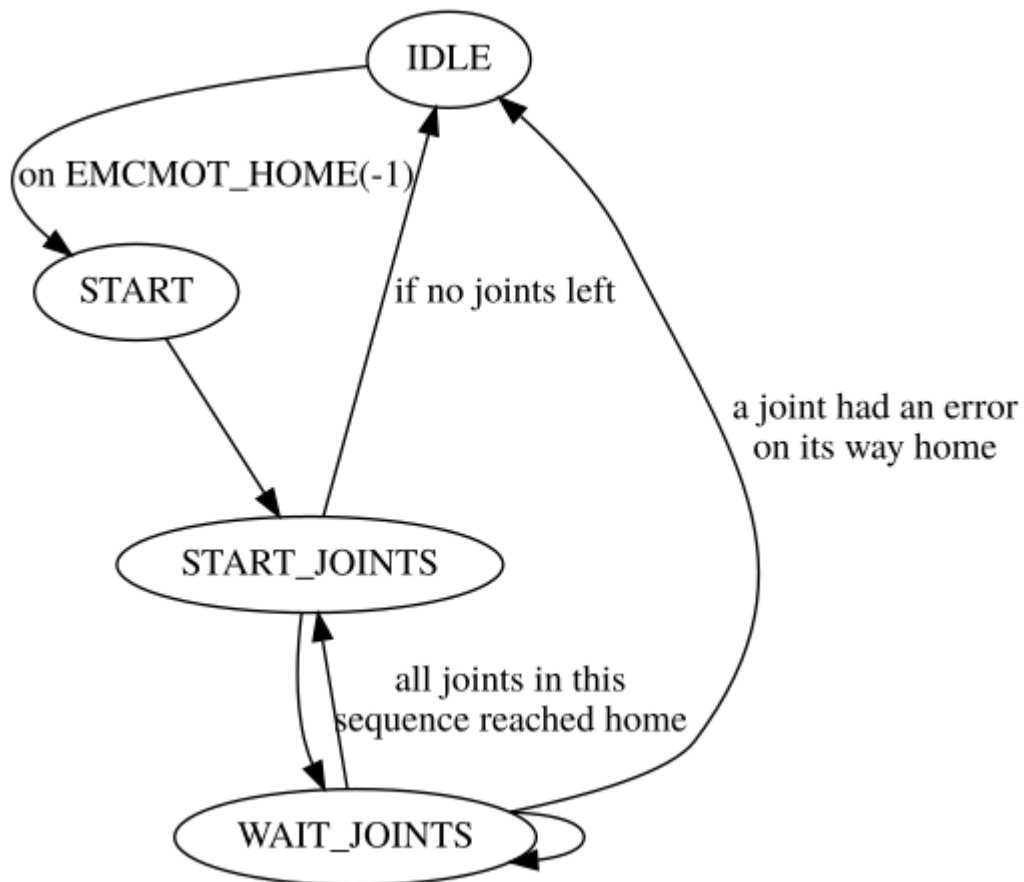 IDLE
on EMCMOT_HOME(-1)
START
if no joints left
a joint had an error
on its way home
START_JOINTS
all joints in this
sequence reached home
WAIT_JOINTS